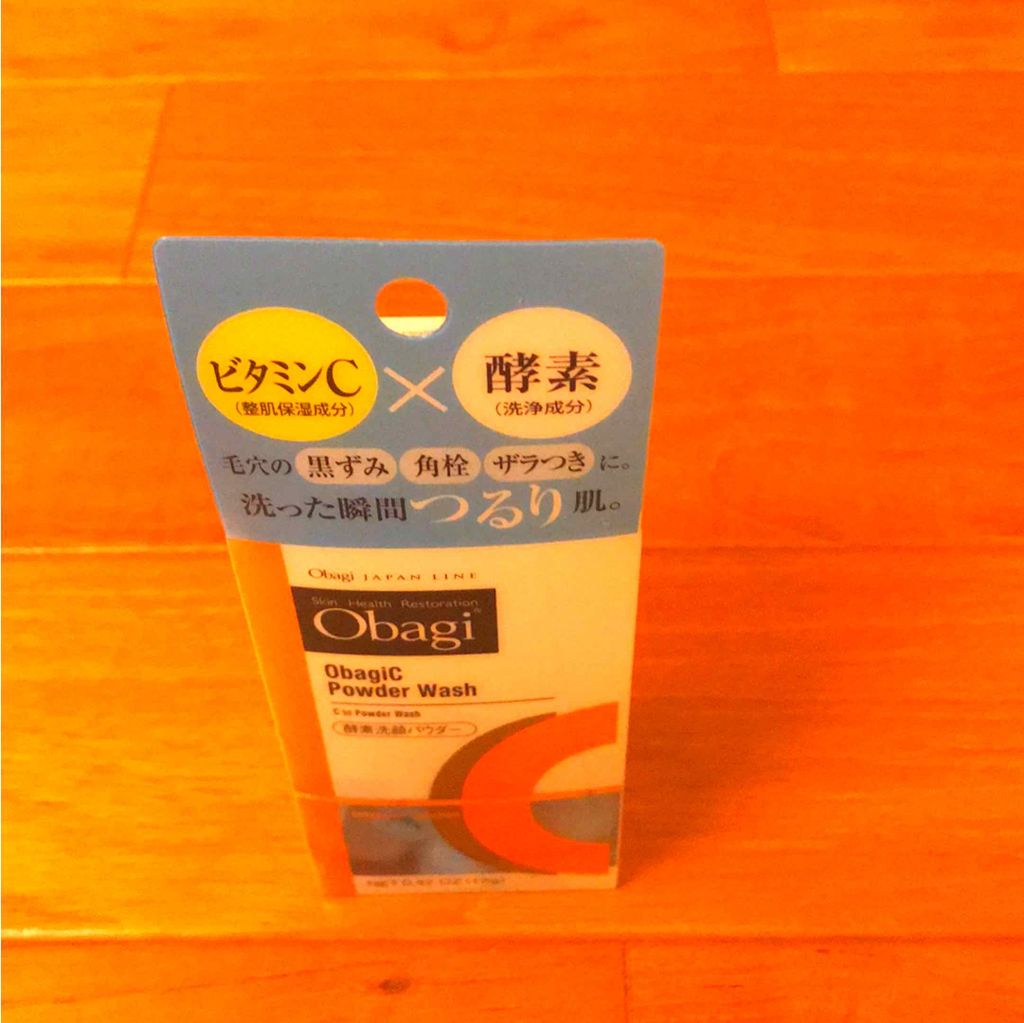 ビタミンC
(整肌保湿成分)
×
酵素
(洗浄成分)
毛穴の 黒ずみ 角栓 ザラつき に。
洗った瞬間つるり肌。
Obagi JAPAN LINE
Skin Health Restoration
Obagi
ObagiC
Powder Wash
C in Powder Wash
酵素洗顔パウダー